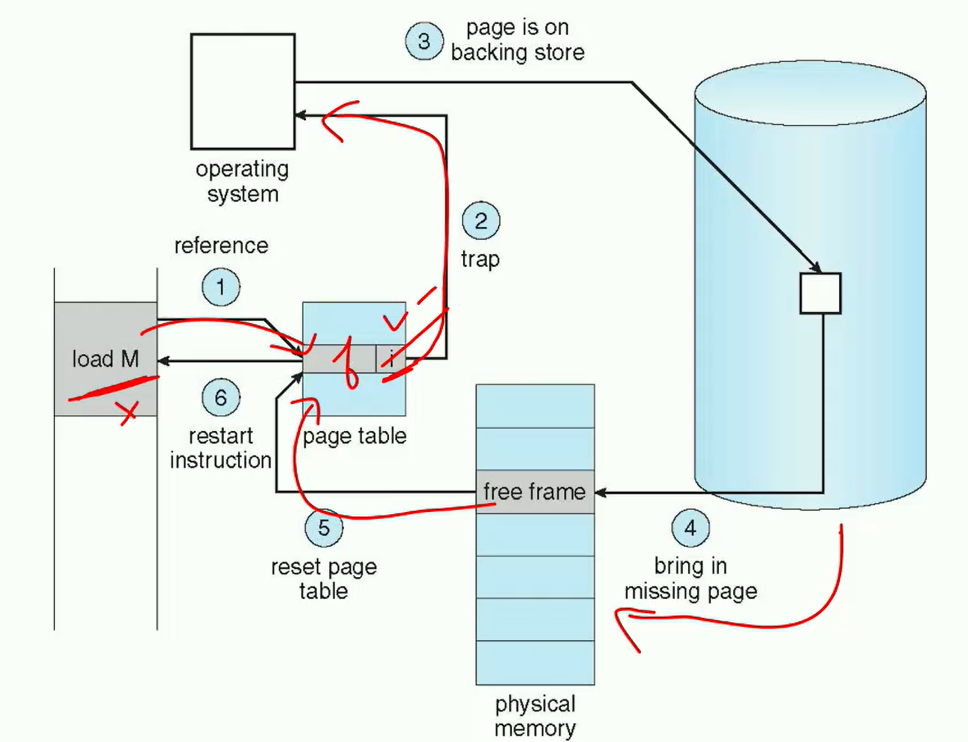 3
page is on
backing store
operating
system
2
trap
reference
1
load M
i
6
restart
instruction
page table
free frame
5
reset page
table
4
bring in
missing page
physical
memory